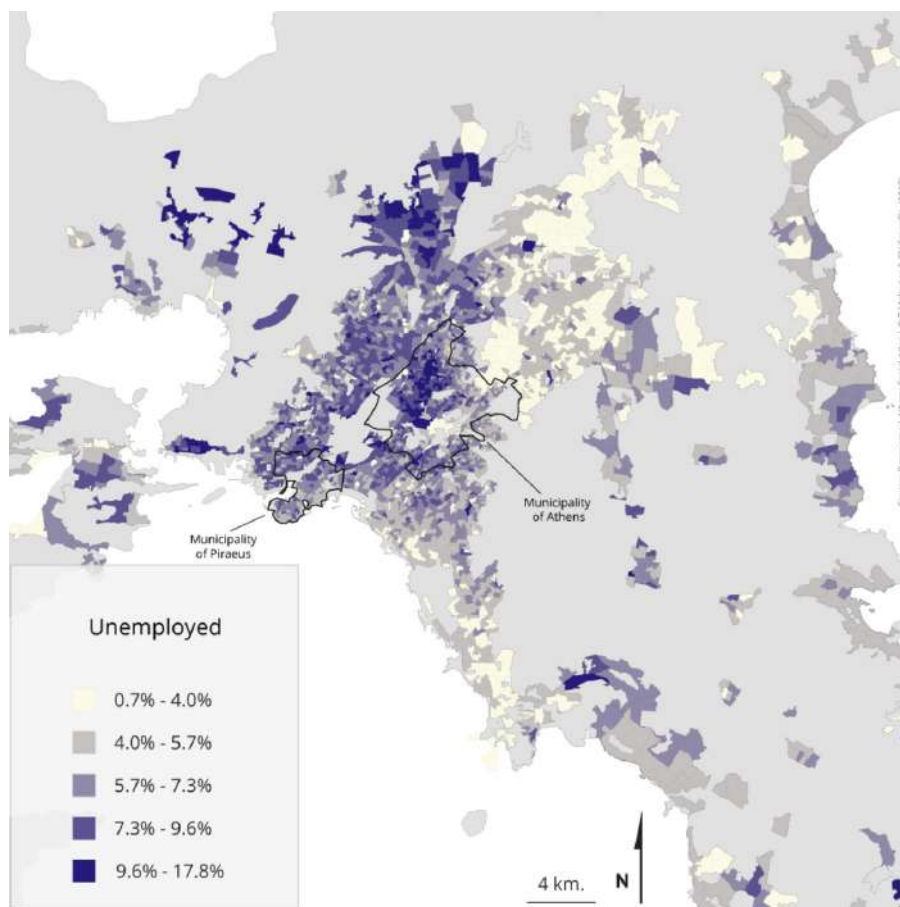 Municipality
of Athens
Municipality
of Piraeus
Unemployed
0.7% - 4.0%
4.0% - 5.7%
5.7% - 7.3%
7.3% - 9.6%
9.6% - 17.8%
4 km.
N